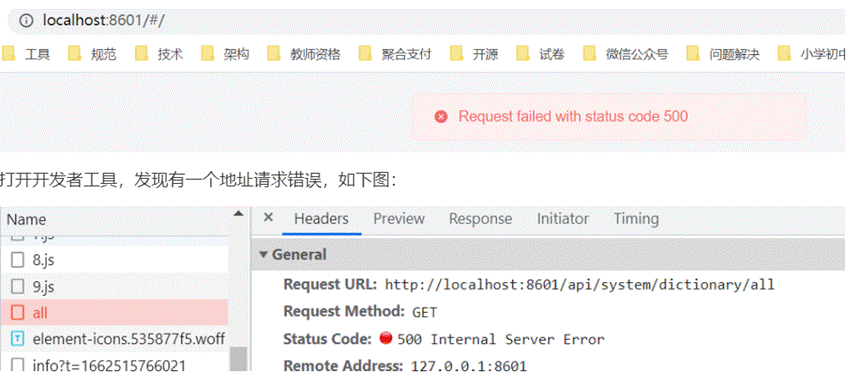 localhost:8601/#/
工具 规范 技术 架构 教师资格 聚合支付 开源 试卷 微信公众号 问题解决 小学初中
Request failed with status code 500
打开开发者工具，发现有一个地址请求错误，如下图：
Name
Headers Preview Response Initiator Timing
8.js
9.js
all
element-icons.535877f5.woff
info?t=1662515766021
General
Request URL: http://localhost:8601/api/system/dictionary/all
Request Method: GET
Status Code: 500 Internal Server Error
Remote Address: 127.0.0.1:8601